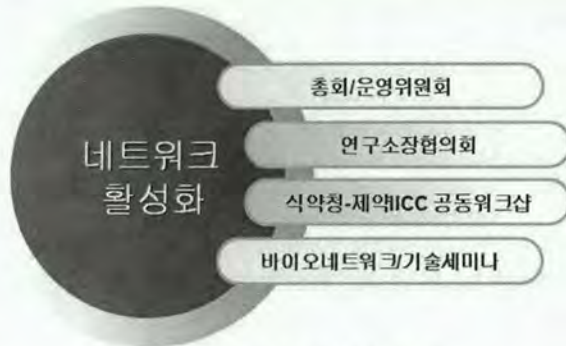 네트워크
활성화
총회/운영위원회
연구소장협의회
식약청-제약IICC 공동워크샵
바이오네트워크/기술세미나